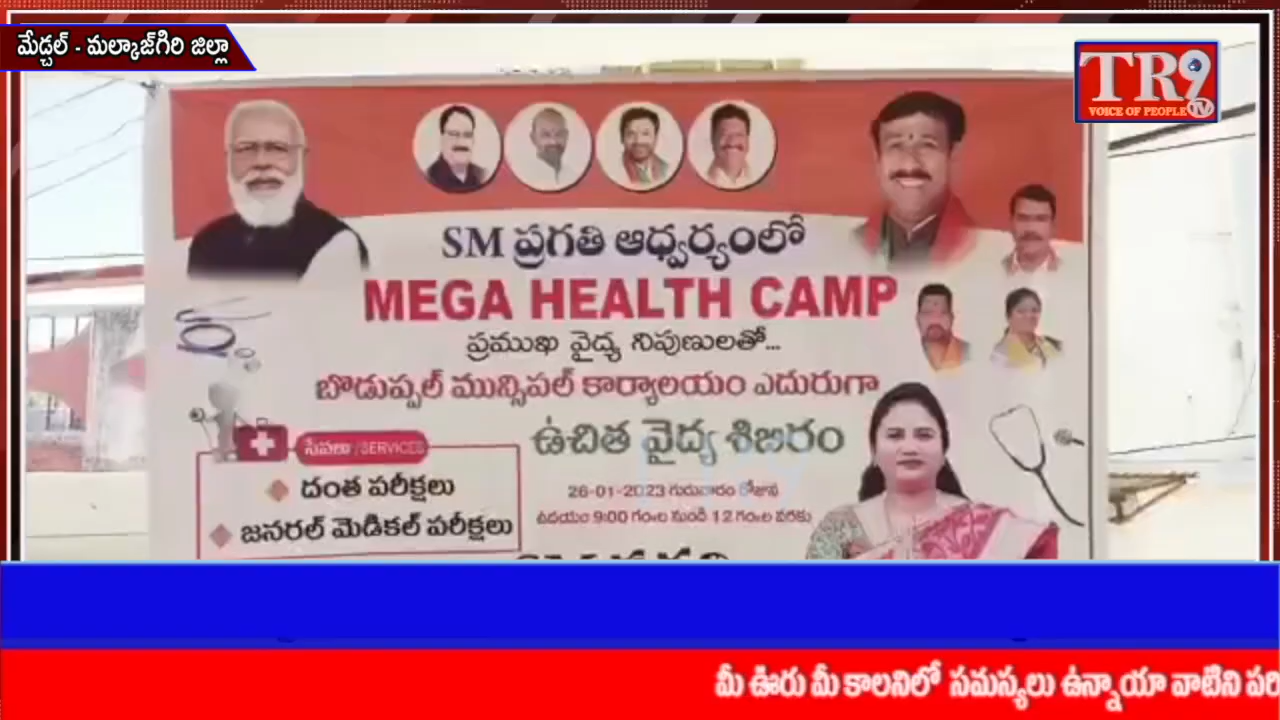 మేడ్చల్ - మల్కాజ్‌గిరి జిల్లా
TR9
TV
VOICE OF PEOPLE
SM ప్రగతి ఆధ్వర్యంలో
MEGA HEALTH CAMP
ప్రముఖ వైద్య నిపుణులతో...
బొడుప్పల్ మున్సిపల్ కార్యాలయం ఎదురుగా
ఉచిత వైద్య శిబిరం
సేవలు /SERVICES
దంత పరీక్షలు
జనరల్ మెడికల్ పరీక్షలు
26-01-2023 గురువారం రోజున
ఉదయం 9:00 గం॥ల నుండి 12 గం॥ల వరకు
మీ ఊరు మీ కాలనిలో సమస్యలు ఉన్నాయా వాటిని పరి